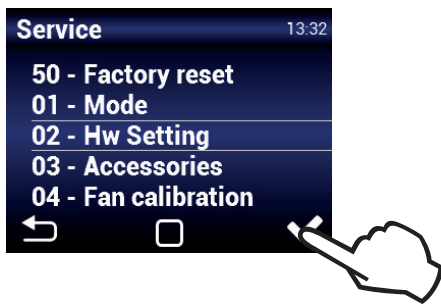 Service 13:32
50 - Factory reset
01 - Mode
02 - Hw Setting
03 - Accessories
04 - Fan calibration